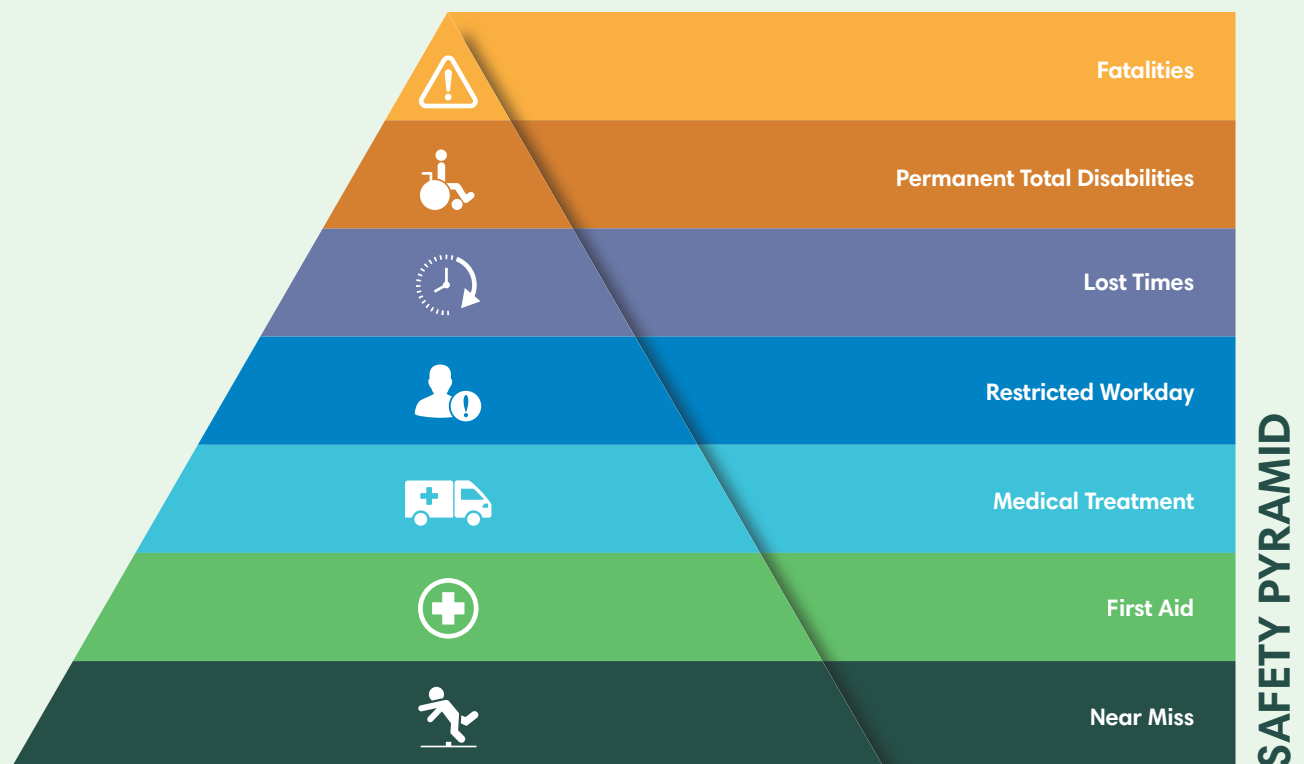 Fatalities
Permanent Total Disabilities
Lost Times
Restricted Workday
Medical Treatment
First Aid
Near Miss
SAFETY PYRAMID